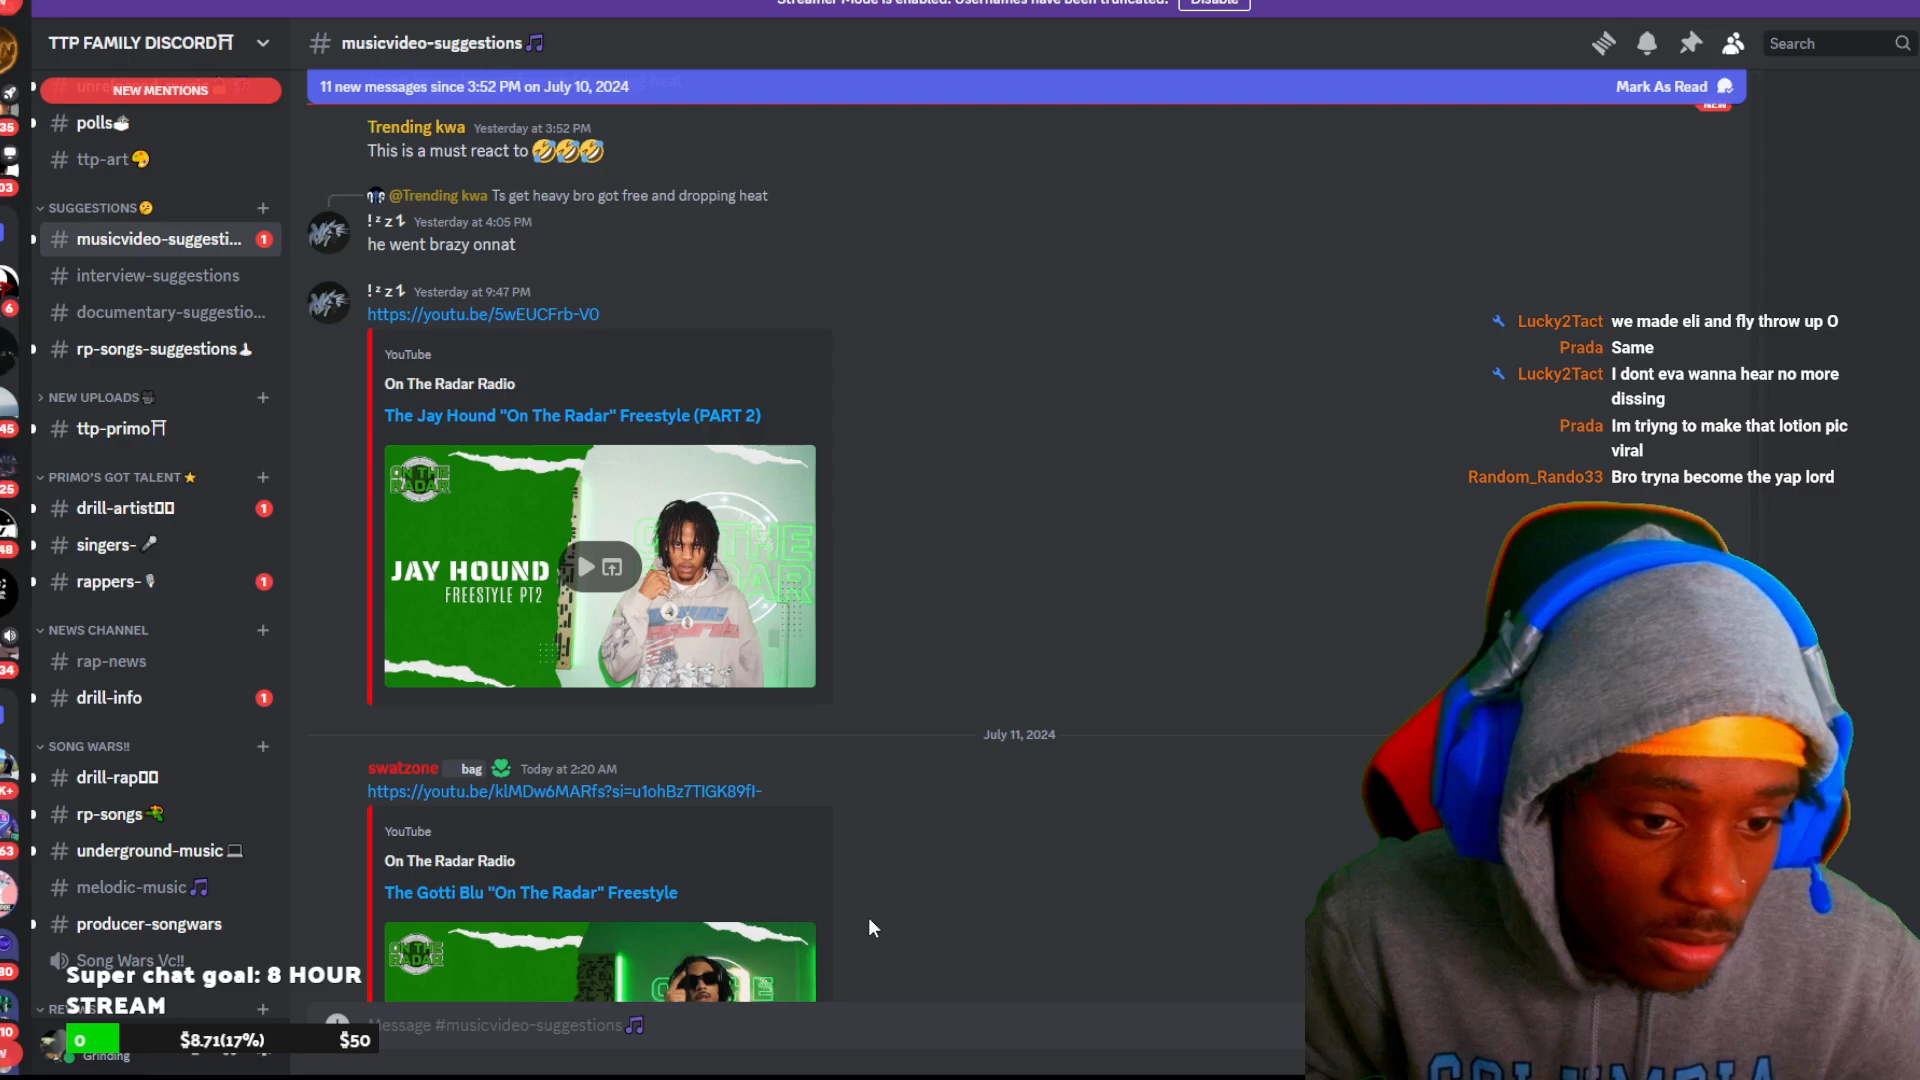 Streamer Mode is enabled. Usernames have been truncated.
Disable
TTP FAMILY DISCORD
NEW MENTIONS
polls
ttp-art
SUGGESTIONS
musicvideo-suggesti...
1
interview-suggestions
documentary-suggestio...
rp-songs-suggestions
NEW UPLOADS
ttp-primo
PRIMO'S GOT TALENT
drill-artist
1
singers-
rappers-
1
NEWS CHANNEL
rap-news
drill-info
1
SONG WARS!!
drill-rap
rp-songs
underground-music
melodic-music
producer-songwars
Song Wars Vc!!
Super chat goal: 8 HOUR
STREAM
0 $8.71(17%) $50
Grinding
musicvideo-suggestions
Search
11 new messages since 3:52 PM on July 10, 2024
Mark As Read
NEW
Trending kwa Yesterday at 3:52 PM
This is a must react to 🤣🤣🤣
@Trending kwa Ts get heavy bro got free and dropping heat
! ᶻ z 1 Yesterday at 4:05 PM
he went brazy onnat
! ᶻ z 1 Yesterday at 9:47 PM
https://youtu.be/5wEUCFrb-V0
YouTube
On The Radar Radio
The Jay Hound "On The Radar" Freestyle (PART 2)
ON THE
RADAR
JAY HOUND
FREESTYLE PT2
July 11, 2024
swatzone bag Today at 2:20 AM
https://youtu.be/klMDw6MARfs?si=u1ohBz7TIGK89fI-
YouTube
On The Radar Radio
The Gotti Blu "On The Radar" Freestyle
ON THE
RADAR
Message #musicvideo-suggestions
Lucky2Tact we made eli and fly throw up O
Prada Same
Lucky2Tact I dont eva wanna hear no more
dissing
Prada Im triyng to make that lotion pic
viral
Random_Rando33 Bro tryna become the yap lord
COLUMBIA